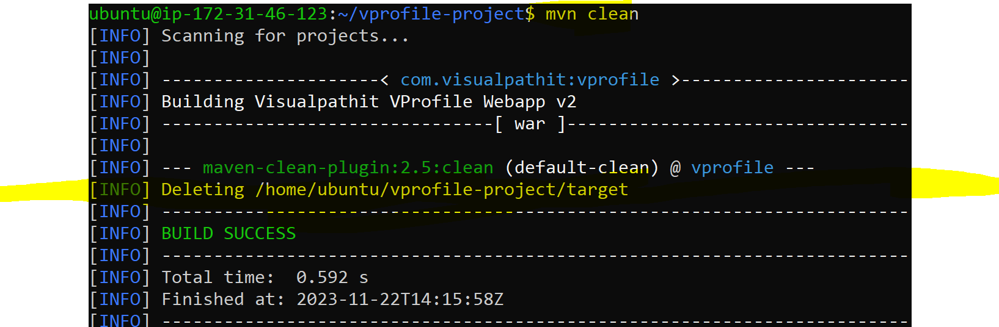 ubuntu@ip-172-31-46-123:~/vprofile-project$ mvn clean
[INFO] Scanning for projects...
[INFO]
[INFO] ---------------------< com.visualpathit:vprofile >----------------------
[INFO] Building Visualpathit VProfile Webapp v2
[INFO] --------------------------------[ war ]---------------------------------
[INFO]
[INFO] --- maven-clean-plugin:2.5:clean (default-clean) @ vprofile ---
[INFO] Deleting /home/ubuntu/vprofile-project/target
[INFO] ------------------------------------------------------------------------
[INFO] BUILD SUCCESS
[INFO] ------------------------------------------------------------------------
[INFO] Total time:  0.592 s
[INFO] Finished at: 2023-11-22T14:15:58Z
[INFO] ------------------------------------------------------------------------